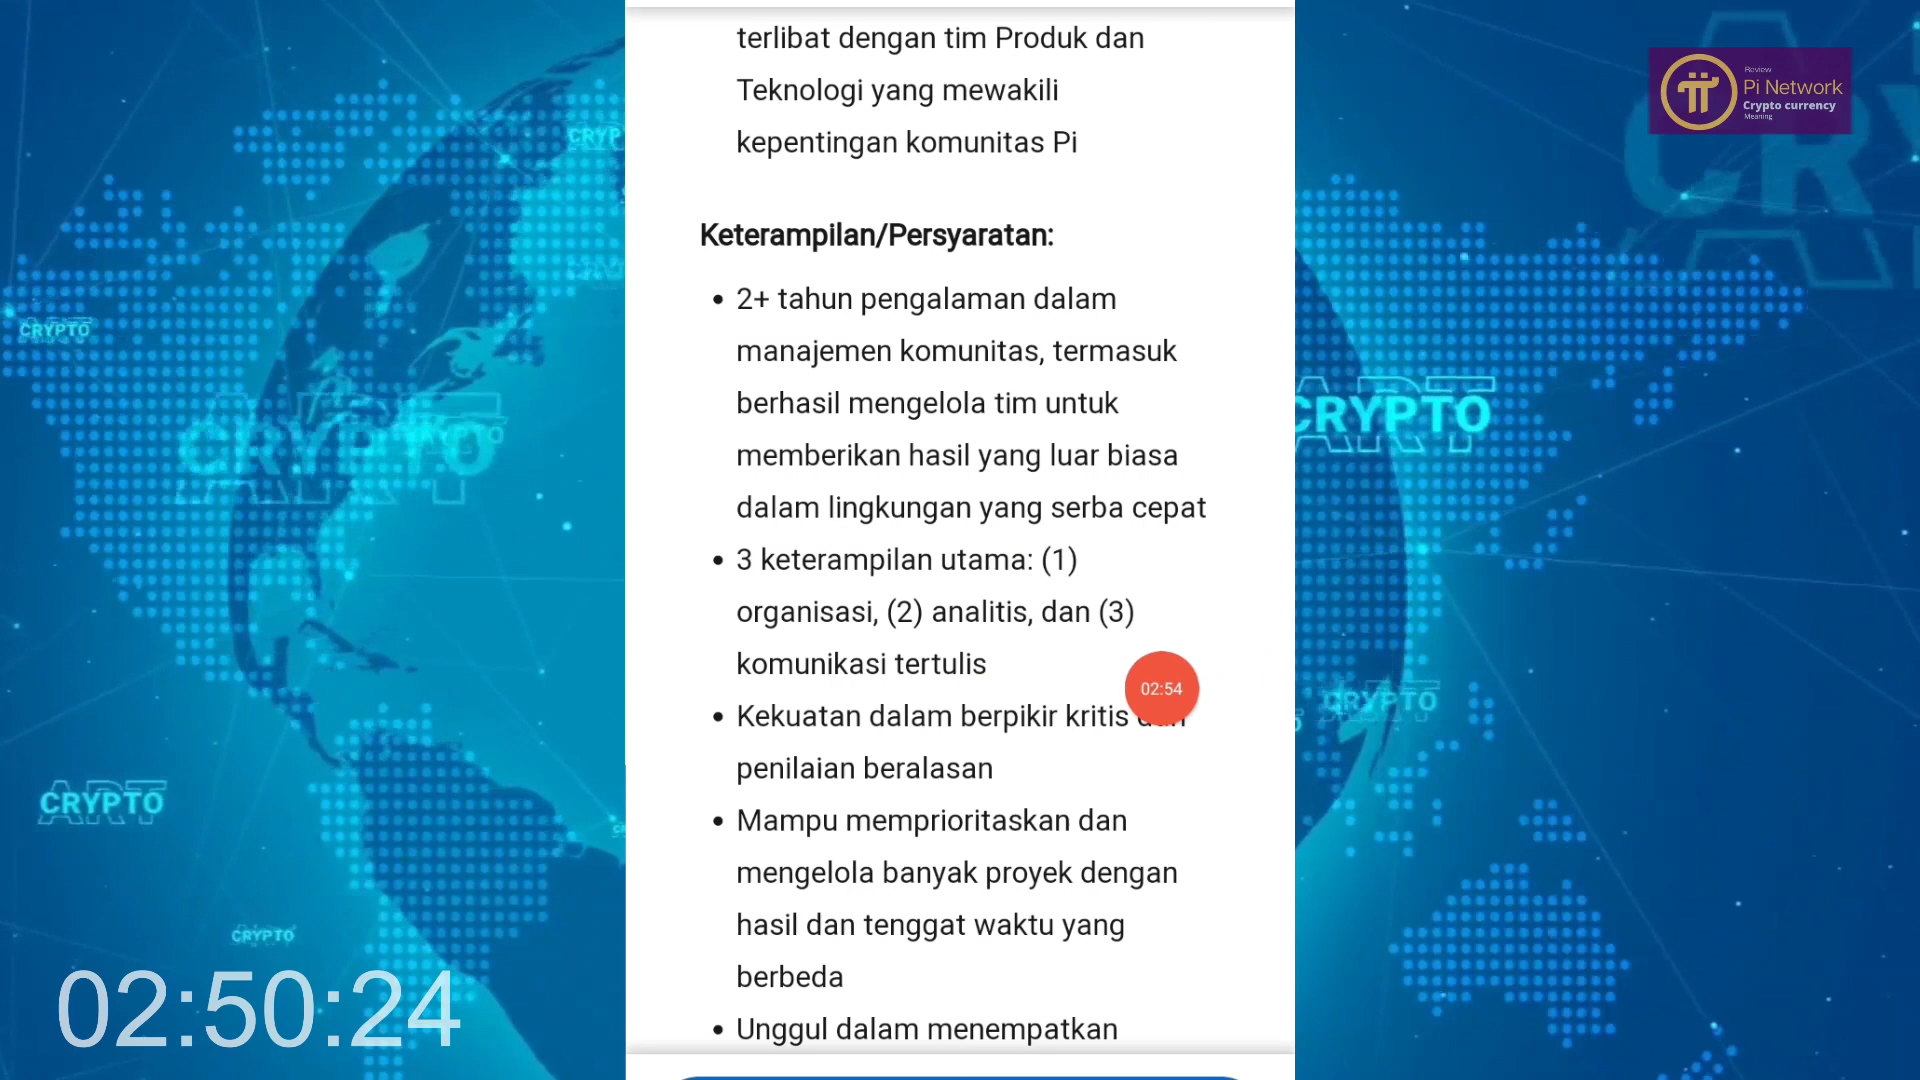 terlibat dengan tim Produk dan
Teknologi yang mewakili
kepentingan komunitas Pi
Keterampilan/Persyaratan:
• 2+ tahun pengalaman dalam
manajemen komunitas, termasuk
berhasil mengelola tim untuk
memberikan hasil yang luar biasa
dalam lingkungan yang serba cepat
• 3 keterampilan utama: (1)
organisasi, (2) analitis, dan (3)
komunikasi tertulis
• Kekuatan dalam berpikir kritis
penilaian beralasan
• Mampu memprioritaskan dan
mengelola banyak proyek dengan
hasil dan tenggat waktu yang
berbeda
• Unggul dalam menempatkan
02:54
Review
Pi Network
Crypto currency
Meaning
CRYPTO
CRYPTO
CRYPTO
CRYPTO
CRYPTO
CRYPTO
02:50:24